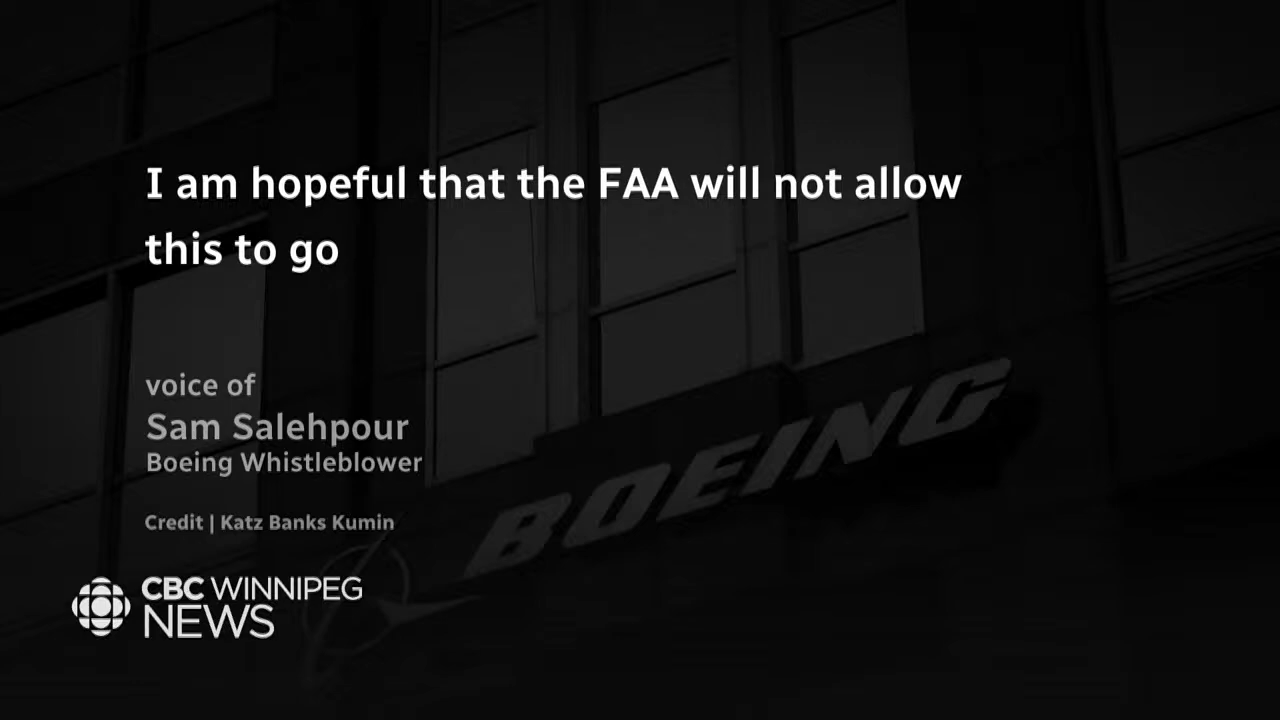 I am hopeful that the FAA will not allow
this to go
voice of
Sam Salehpour
Boeing Whistleblower
Credit | Katz Banks Kumin
BOEING
CBC WINNIPEG
NEWS